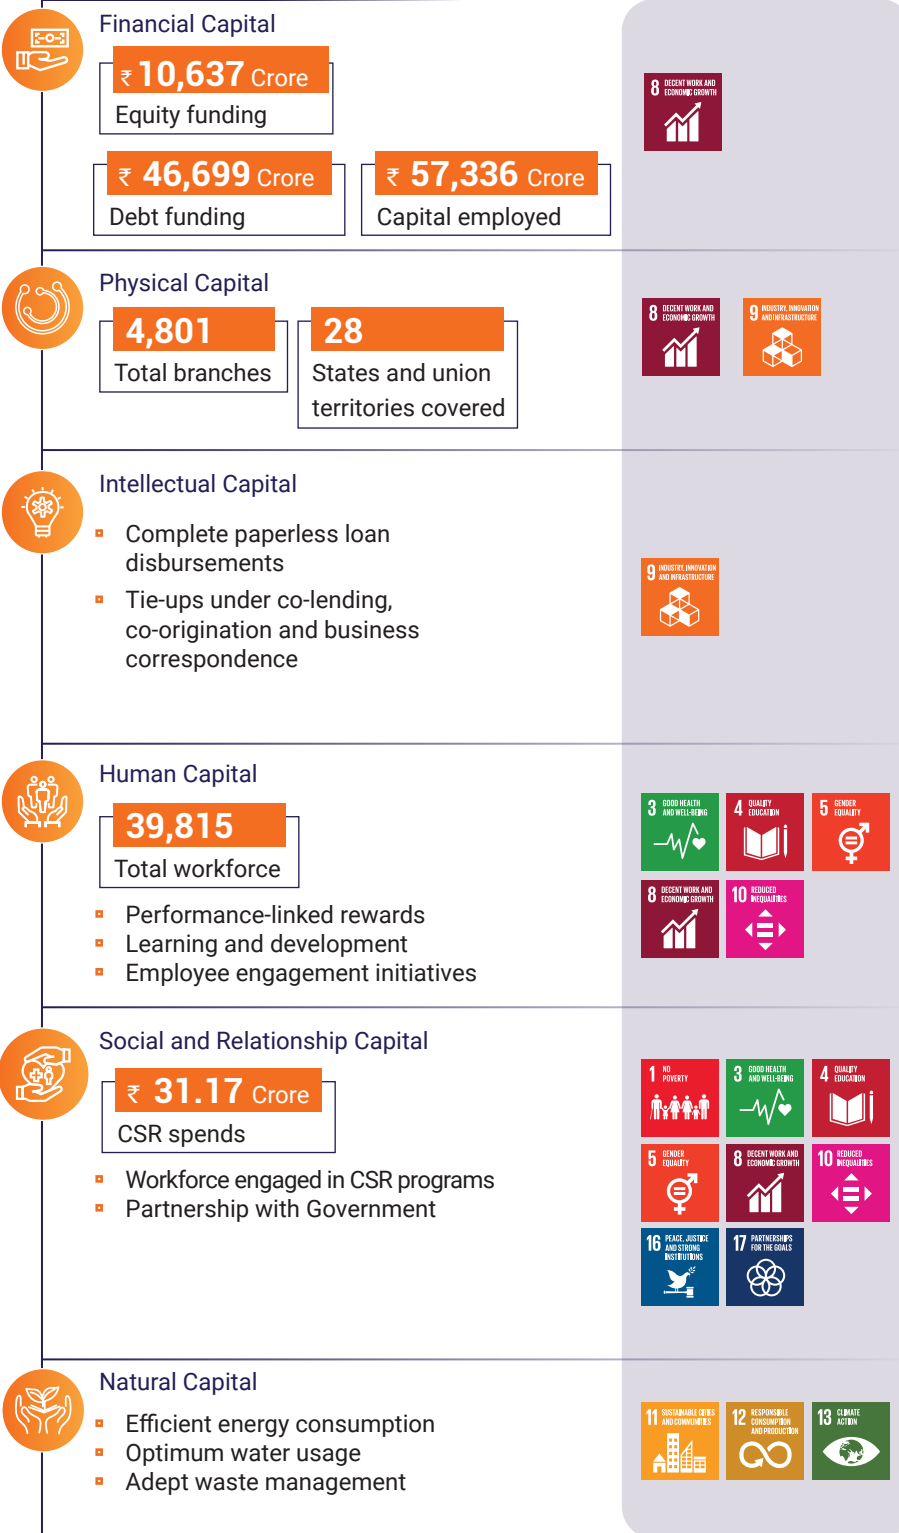 Financial Capital
₹ 10,637 Crore
Equity funding
₹ 46,699 Crore
Debt funding
₹ 57,336 Crore
Capital employed
8 DECENT WORK AND
ECONOMIC GROWTH
Physical Capital
4,801
Total branches
28
States and union
territories covered
8 DECENT WORK AND
ECONOMIC GROWTH
9 INDUSTRY, INNOVATION
AND INFRASTRUCTURE
Intellectual Capital
Complete paperless loan
disbursements
Tie-ups under co-lending,
co-origination and business
correspondence
9 INDUSTRY, INNOVATION
AND INFRASTRUCTURE
Human Capital
39,815
Total workforce
Performance-linked rewards
Learning and development
Employee engagement initiatives
3 GOOD HEALTH
AND WELL-BEING
4 QUALITY
EDUCATION
5 GENDER
EQUALITY
8 DECENT WORK AND
ECONOMIC GROWTH
10 REDUCED
INEQUALITIES
Social and Relationship Capital
₹ 31.17 Crore
CSR spends
Workforce engaged in CSR programs
Partnership with Government
1 NO
POVERTY
3 GOOD HEALTH
AND WELL-BEING
4 QUALITY
EDUCATION
5 GENDER
EQUALITY
8 DECENT WORK AND
ECONOMIC GROWTH
10 REDUCED
INEQUALITIES
16 PEACE, JUSTICE
AND STRONG
INSTITUTIONS
17 PARTNERSHIPS
FOR THE GOALS
Natural Capital
Efficient energy consumption
Optimum water usage
Adept waste management
11 SUSTAINABLE CITIES
AND COMMUNITIES
12 RESPONSIBLE
CONSUMPTION
AND PRODUCTION
13 CLIMATE
ACTION